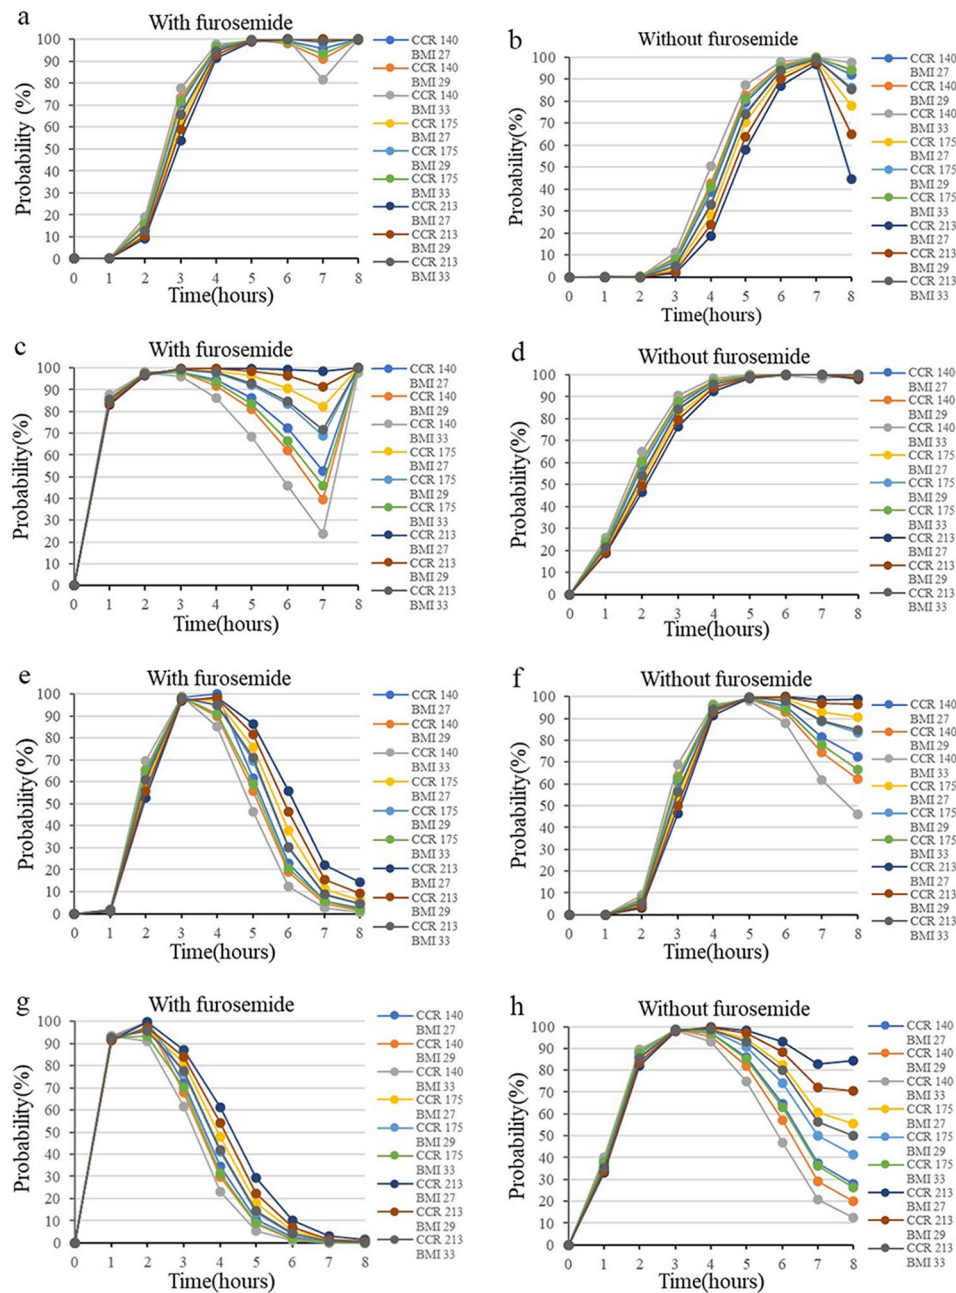 a
With furosemide
Probability (%)
100
90
80
70
60
50
40
30
20
10
0
0 1 2 3 4 5 6 7 8
Time(hours)
CCR 140
BMI 27
CCR 140
BMI 29
CCR 140
BMI 33
CCR 175
BMI 27
CCR 175
BMI 29
CCR 175
BMI 33
CCR 213
BMI 27
CCR 213
BMI 29
CCR 213
BMI 33
b
Without furosemide
Probability(%)
100
90
80
70
60
50
40
30
20
10
0
0 1 2 3 4 5 6 7 8
Time(hours)
CCR 140
BMI 27
CCR 140
BMI 29
CCR 140
BMI 33
CCR 175
BMI 27
CCR 175
BMI 29
CCR 175
BMI 33
CCR 213
BMI 27
CCR 213
BMI 29
CCR 213
BMI 33
c
With furosemide
Probability(%)
100
90
80
70
60
50
40
30
20
10
0
0 1 2 3 4 5 6 7 8
Time(hours)
CCR 140
BMI 27
CCR 140
BMI 29
CCR 140
BMI 33
CCR 175
BMI 27
CCR 175
BMI 29
CCR 175
BMI 33
CCR 213
BMI 27
CCR 213
BMI 29
CCR 213
BMI 33
d
Without furosemide
Probability(%)
100
90
80
70
60
50
40
30
20
10
0
0 1 2 3 4 5 6 7 8
Time(hours)
CCR 140
BMI 27
CCR 140
BMI 29
CCR 140
BMI 33
CCR 175
BMI 27
CCR 175
BMI 29
CCR 175
BMI 33
CCR 213
BMI 27
CCR 213
BMI 29
CCR 213
BMI 33
e
With furosemide
Probability(%)
100
90
80
70
60
50
40
30
20
10
0
0 1 2 3 4 5 6 7 8
Time(hours)
CCR 140
BMI 27
CCR 140
BMI 29
CCR 140
BMI 33
CCR 175
BMI 27
CCR 175
BMI 29
CCR 175
BMI 33
CCR 213
BMI 27
CCR 213
BMI 29
CCR 213
BMI 33
f
Without furosemide
Probability(%)
100
90
80
70
60
50
40
30
20
10
0
0 1 2 3 4 5 6 7 8
Time(hours)
CCR 140
BMI 27
CCR 140
BMI 29
CCR 140
BMI 33
CCR 175
BMI 27
CCR 175
BMI 29
CCR 175
BMI 33
CCR 213
BMI 27
CCR 213
BMI 29
CCR 213
BMI 33
g
With furosemide
Probability(%)
100
90
80
70
60
50
40
30
20
10
0
0 1 2 3 4 5 6 7 8
Time(hours)
CCR 140
BMI 27
CCR 140
BMI 29
CCR 140
BMI 33
CCR 175
BMI 27
CCR 175
BMI 29
CCR 175
BMI 33
CCR 213
BMI 27
CCR 213
BMI 29
CCR 213
BMI 33
h
Without furosemide
Probability(%)
100
90
80
70
60
50
40
30
20
10
0
0 1 2 3 4 5 6 7 8
Time(hours)
CCR 140
BMI 27
CCR 140
BMI 29
CCR 140
BMI 33
CCR 175
BMI 27
CCR 175
BMI 29
CCR 175
BMI 33
CCR 213
BMI 27
CCR 213
BMI 29
CCR 213
BMI 33